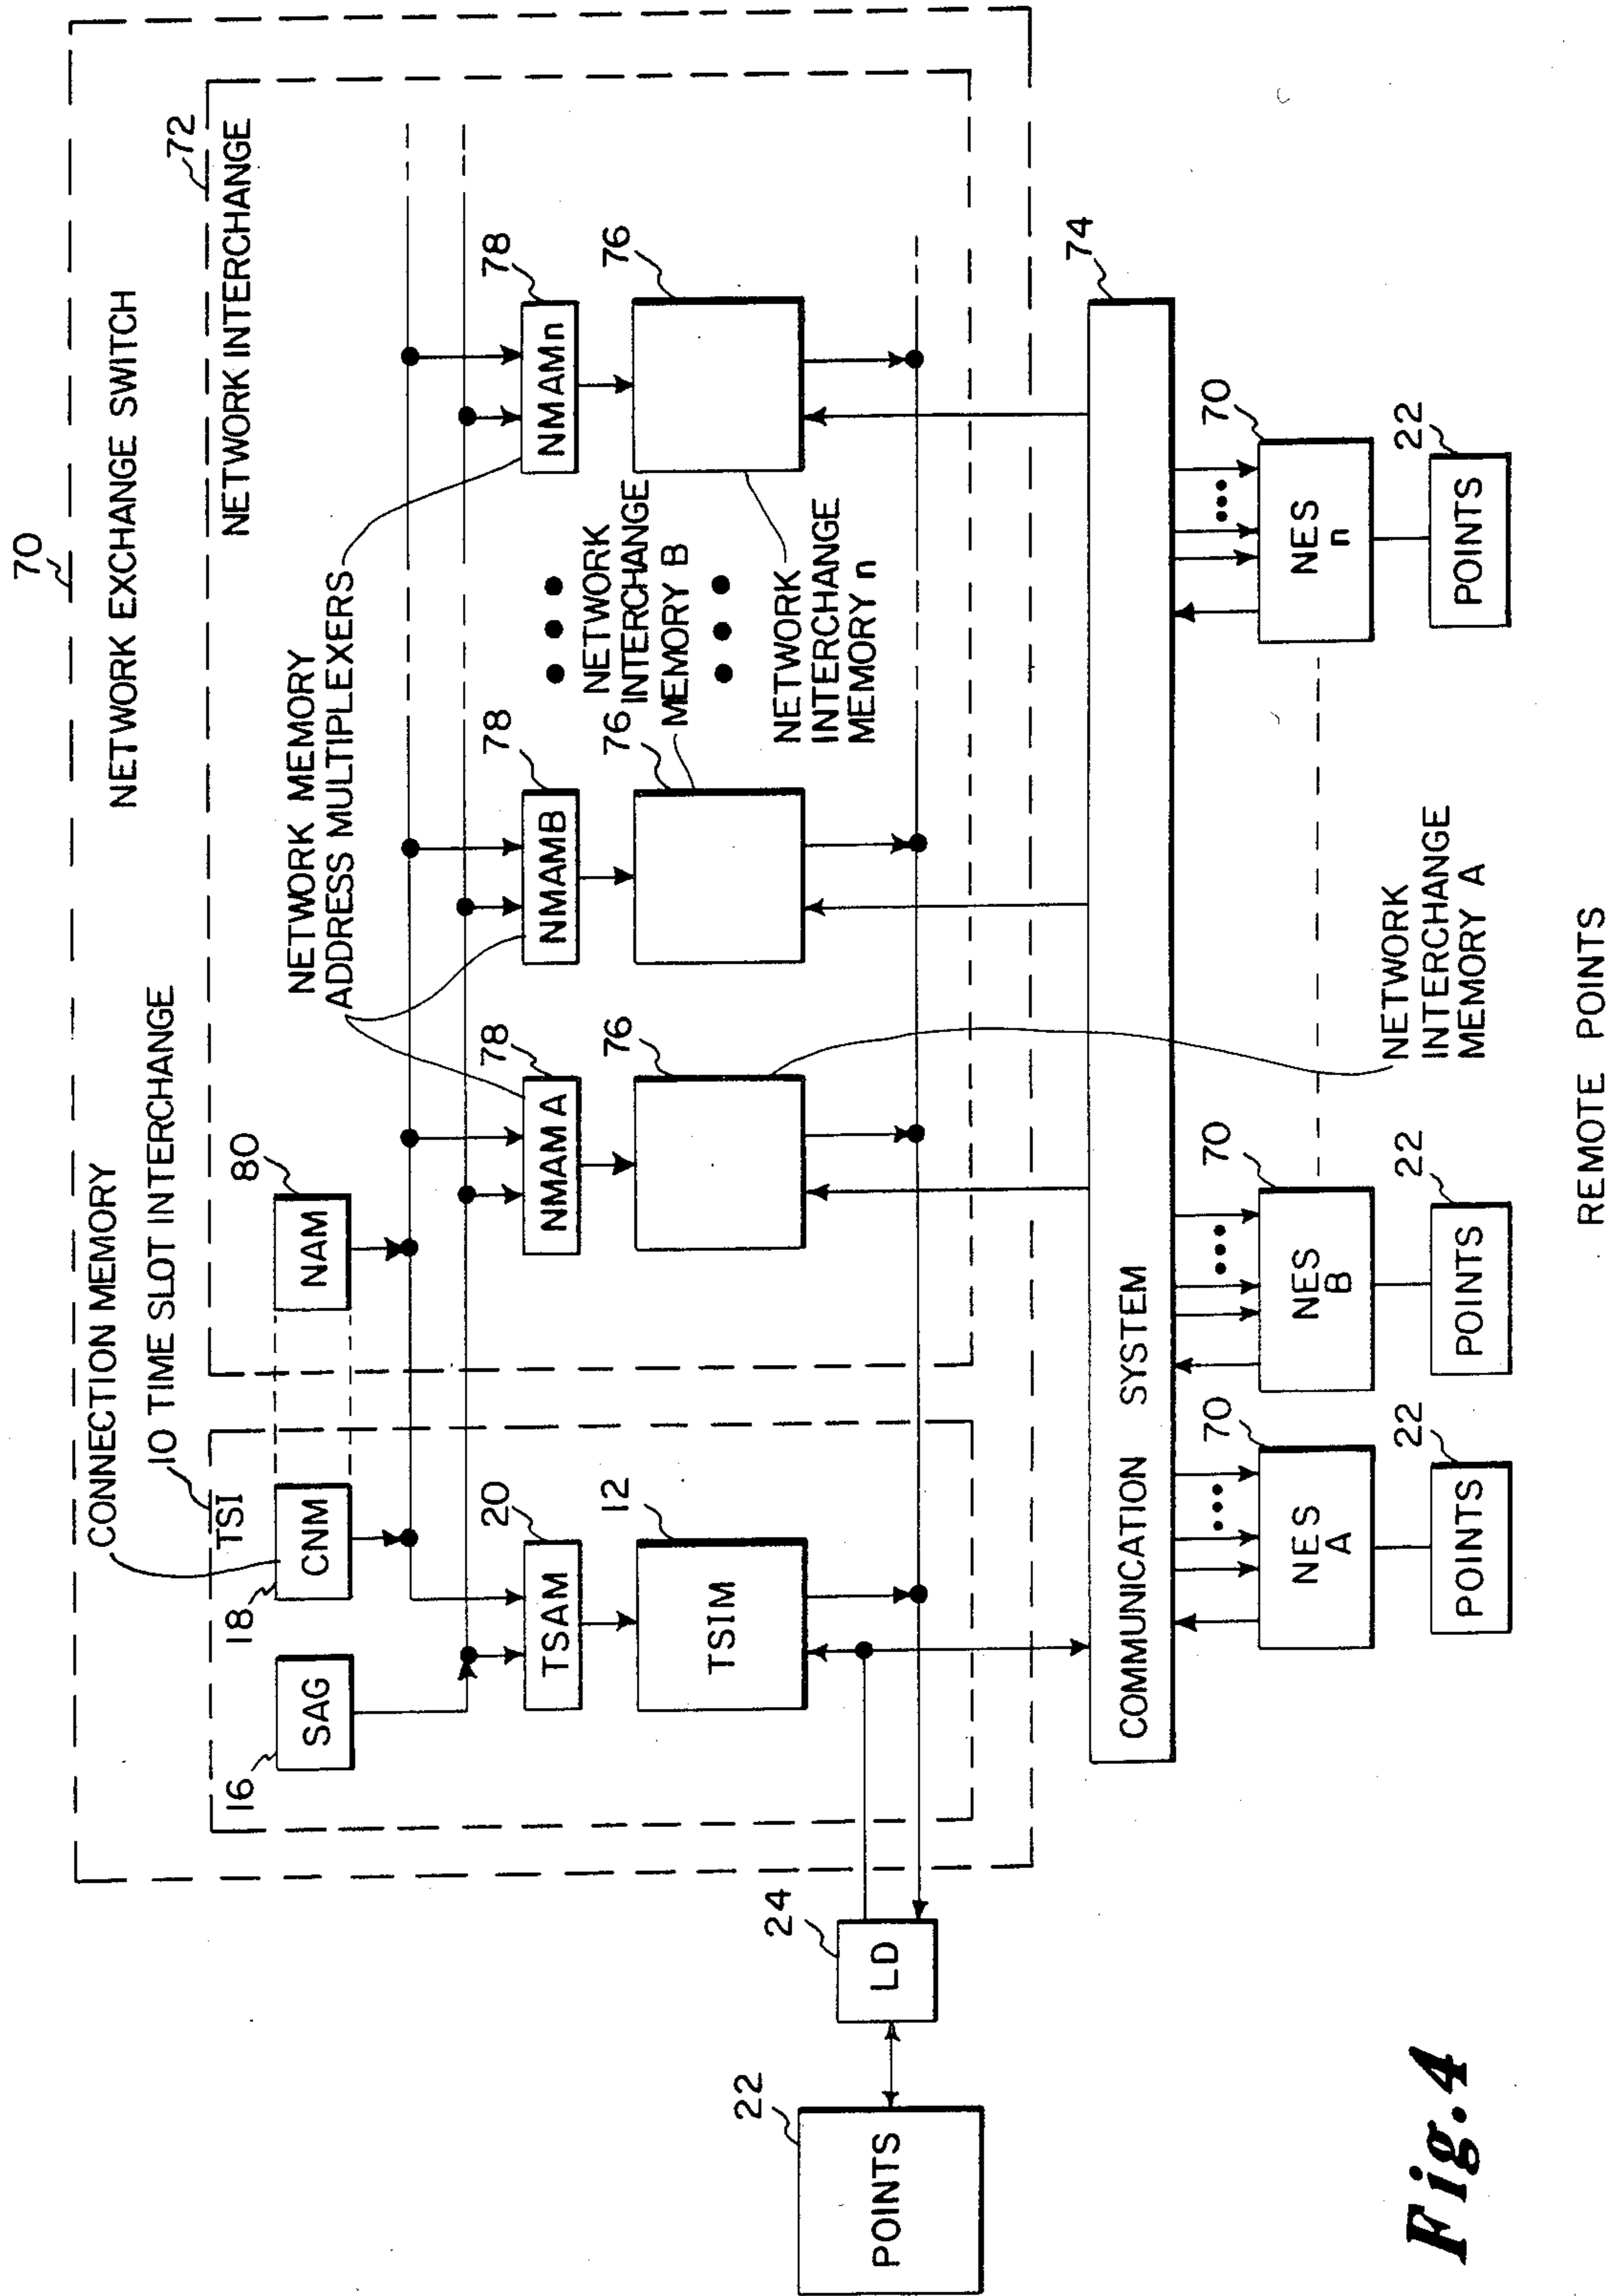 70
NETWORK EXCHANGE SWITCH
72
NETWORK INTERCHANGE
CONNECTION MEMORY
10 TIME SLOT INTERCHANGE
TSI
16
SAG
18
CNM
80
NAM
NETWORK MEMORY
ADDRESS MULTIPLEXERS
20
TSAM
78
NMAM A
78
NMAMB
78
NMAMn
12
TSIM
76
76
76
NETWORK
INTERCHANGE
MEMORY B
NETWORK
INTERCHANGE
MEMORY n
24
LD
22
POINTS
74
COMMUNICATION SYSTEM
70
NES
A
70
NES
B
70
NES
n
22
POINTS
22
POINTS
22
POINTS
NETWORK
INTERCHANGE
MEMORY A
REMOTE POINTS
Fig.4